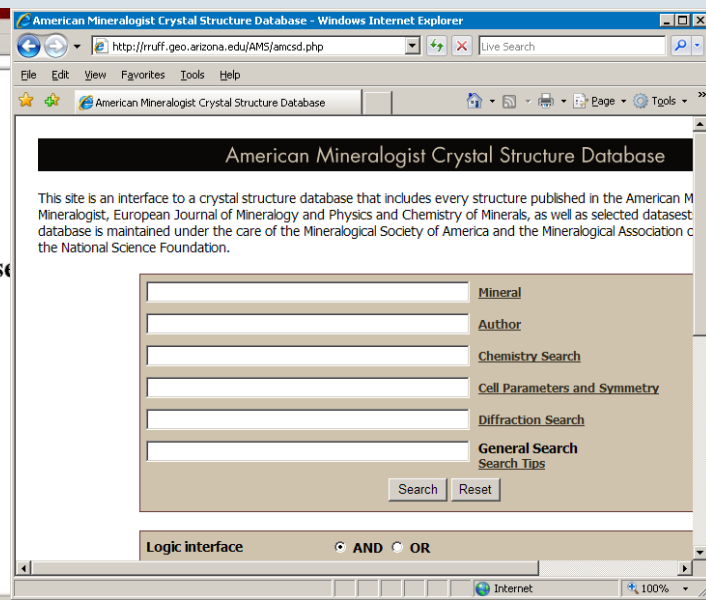 American Mineralogist Crystal Structure Database - Windows Internet Explorer
http://rruff.geo.arizona.edu/AMS/amcsd.php
Live Search
File Edit View Favorites Tools Help
American Mineralogist Crystal Structure Database
Page Tools
American Mineralogist Crystal Structure Database
This site is an interface to a crystal structure database that includes every structure published in the American M
Mineralogist, European Journal of Mineralogy and Physics and Chemistry of Minerals, as well as selected datasest
database is maintained under the care of the Mineralogical Society of America and the Mineralogical Association
the National Science Foundation.
Mineral
Author
Chemistry Search
Cell Parameters and Symmetry
Diffraction Search
General Search
Search Tips
Search Reset
Logic interface AND OR
Internet 100%